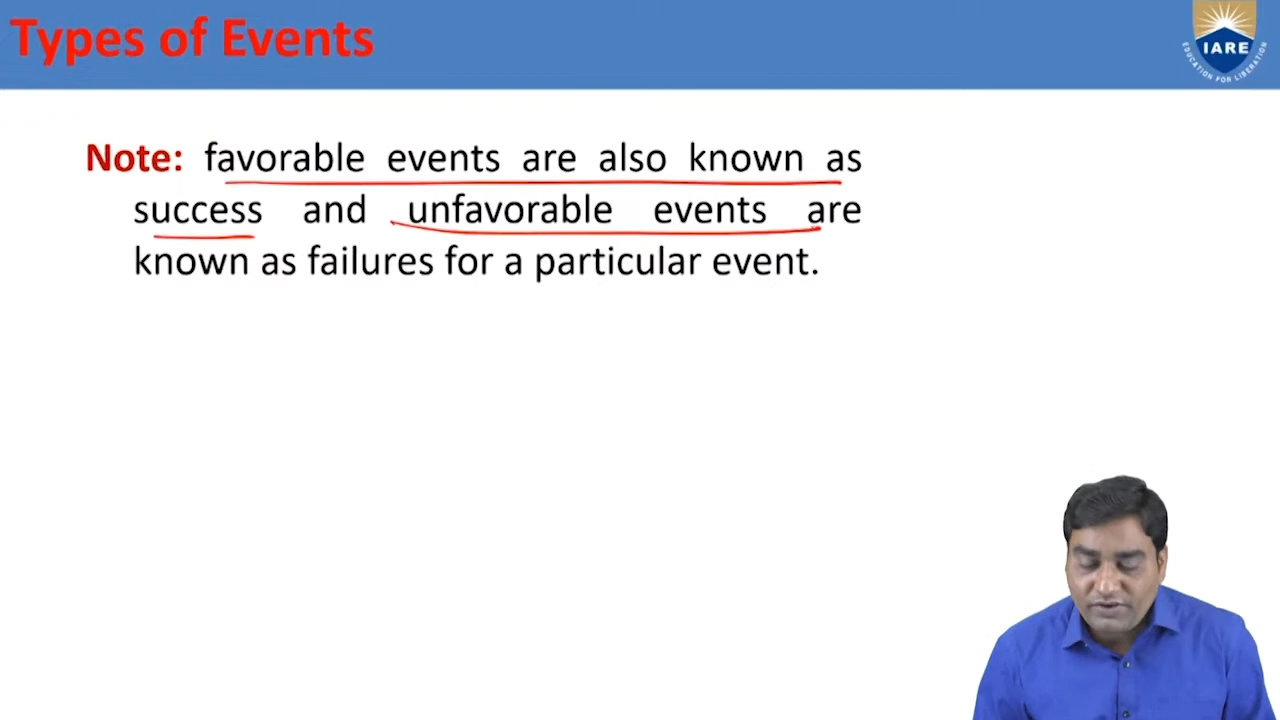 Types of Events
IARE
EDUCATION FOR LIBERATION
Note: favorable events are also known as
success and unfavorable events are
known as failures for a particular event.